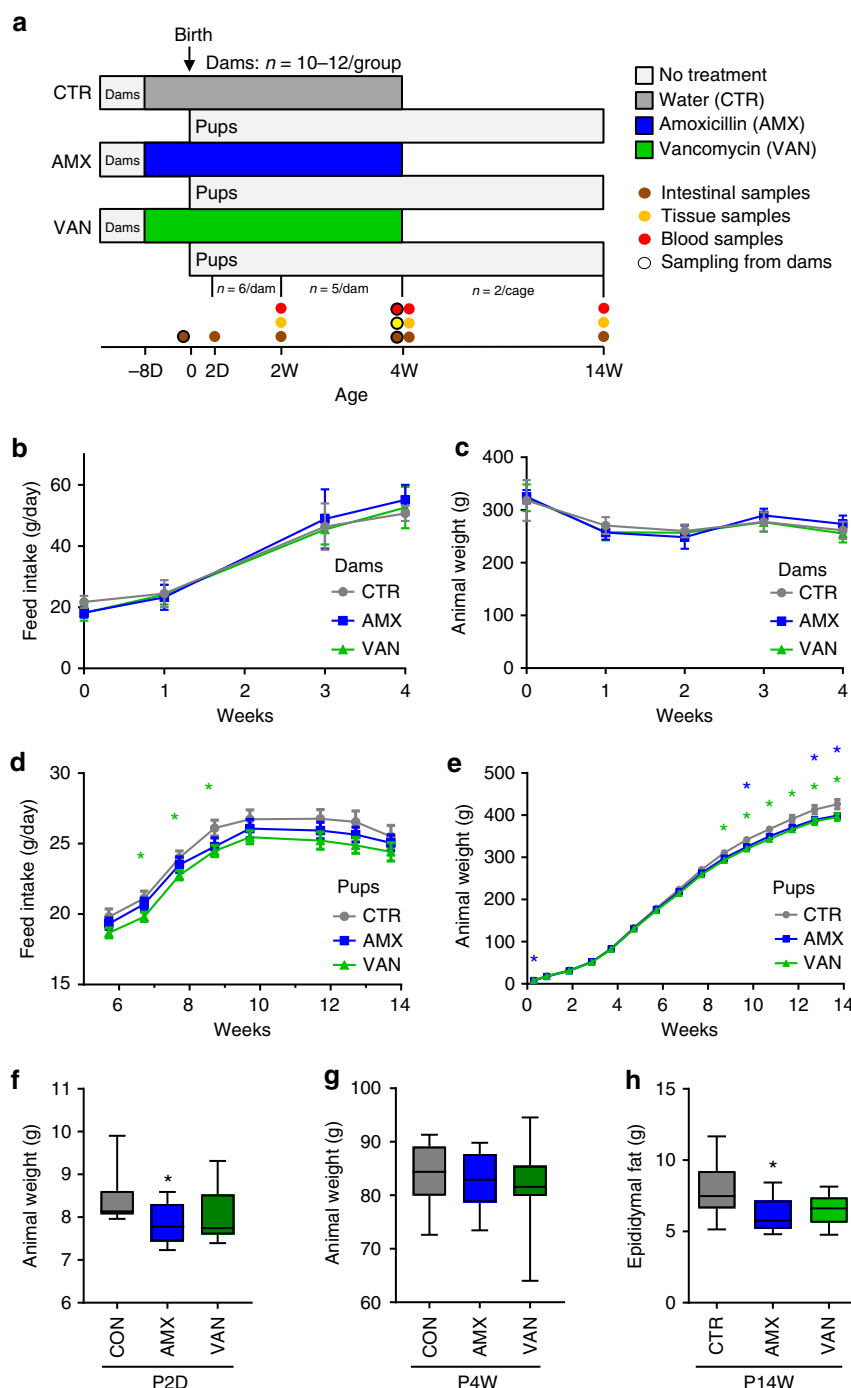 a
Birth
Dams: n = 10–12/group
CTR
Dams
Pups
AMX
Dams
Pups
VAN
Dams
Pups
No treatment
Water (CTR)
Amoxicillin (AMX)
Vancomycin (VAN)
Intestinal samples
Tissue samples
Blood samples
Sampling from dams
n = 6/dam
n = 5/dam
n = 2/cage
–8D
0
2D
2W
4W
14W
Age
b
Feed intake (g/day)
60
40
20
0
0
1
3
4
Weeks
Dams
CTR
AMX
VAN
c
Animal weight (g)
400
300
200
100
0
0
1
2
3
4
Weeks
Dams
CTR
AMX
VAN
d
Feed intake (g/day)
30
25
20
15
6
8
10
12
14
Weeks
* * *
Pups
CTR
AMX
VAN
e
Animal weight (g)
500
400
300
200
100
0
0
2
4
6
8
10
12
14
Weeks
* * *
* * * * * *
*
Pups
CTR
AMX
VAN
f
Animal weight (g)
11
10
9
8
7
6
*
CON
AMX
VAN
P2D
g
Animal weight (g)
100
90
80
70
60
CON
AMX
VAN
P4W
h
Epididymal fat (g)
15
10
5
0
*
CTR
AMX
VAN
P14W